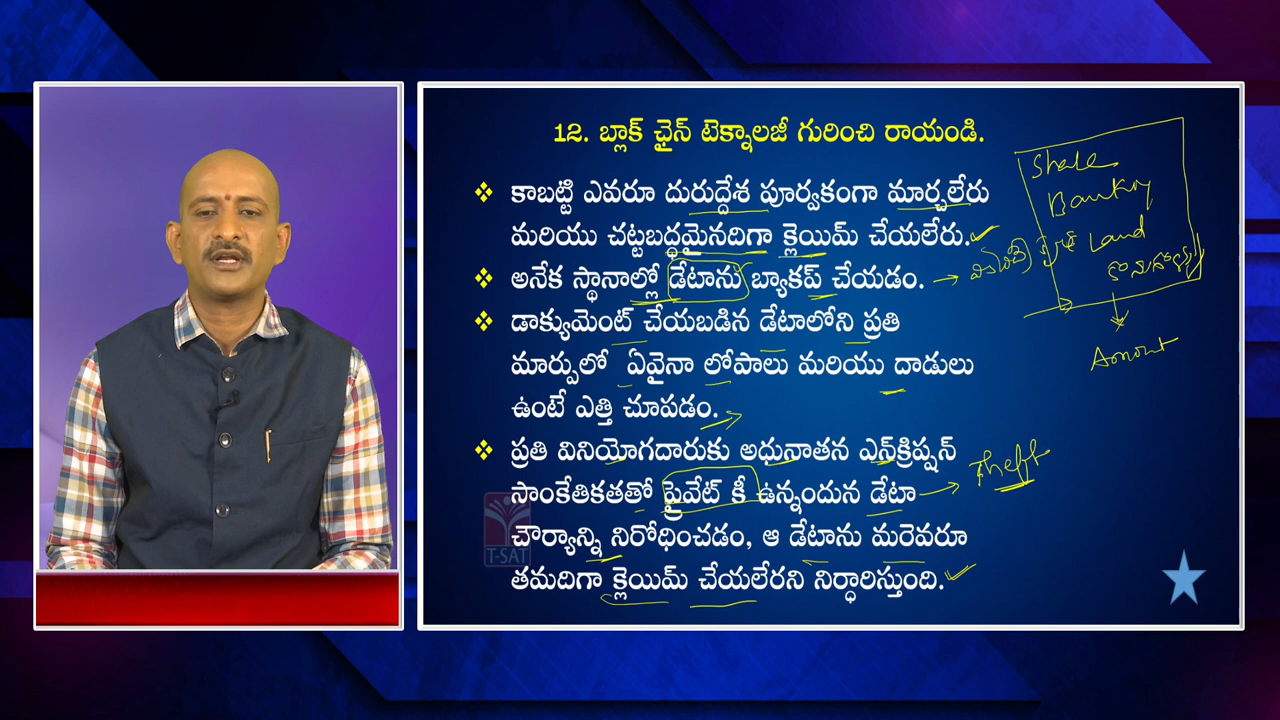 12. బ్లాక్ ఛైన్ టెక్నాలజీ గురించి రాయండి.
❖ కాబట్టి ఎవరూ దురుద్దేశ పూర్వకంగా మార్చలేరు
మరియు చట్టబద్ధమైనదిగా క్లెయిమ్ చేయలేరు.
❖ అనేక స్థానాల్లో డేటాను బ్యాకప్ చేయడం.
❖ డాక్యుమెంట్ చేయబడిన డేటాలోని ప్రతి
మార్పులో ఏవైనా లోపాలు మరియు దాడులు
ఉంటే ఎత్తి చూపడం.
❖ ప్రతి వినియోగదారుకు అధునాతన ఎన్‌క్రిప్షన్
సాంకేతికతతో ప్రైవేట్ కీ ఉన్నందున డేటా
చౌర్యాన్ని నిరోధించడం, ఆ డేటాను మరెవరూ
తమదిగా క్లెయిమ్ చేయలేరని నిర్ధారిస్తుంది.
Land
Amount
theft
T-SAT